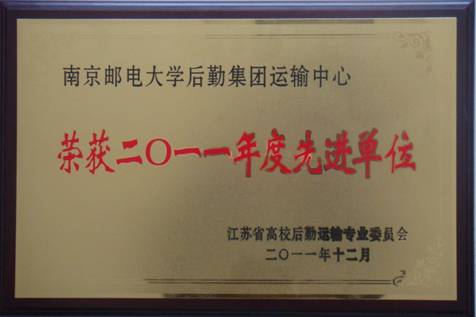 南京邮电大学后勤集团运输中心
荣获二〇一一年度先进单位
江苏省高校后勤运输专业委员会
二〇一一年十二月